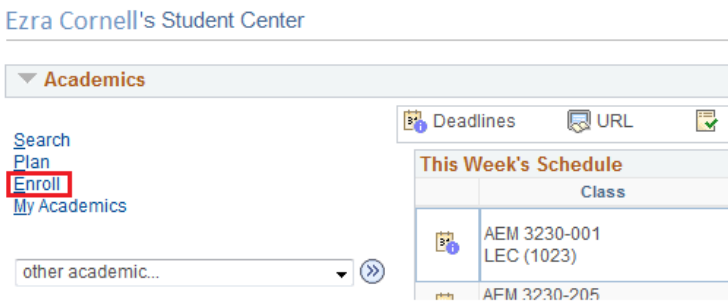 Ezra Cornell's Student Center
Academics
Search
Plan
Enroll
My Academics
other academic...
Deadlines URL
This Week's Schedule
Class
AEM 3230-001
LEC (1023)
AEM 3230-205